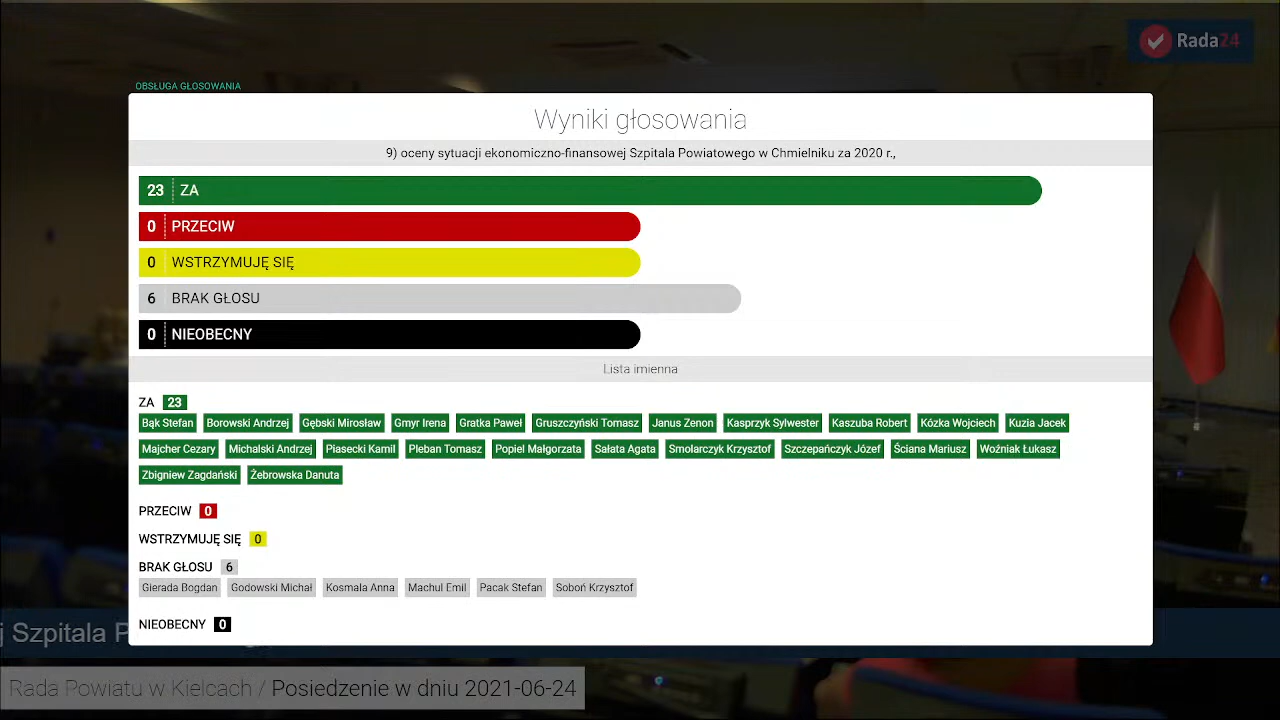 Rada24
OBSŁUGA GŁOSOWANIA
Wyniki głosowania
9) oceny sytuacji ekonomiczno-finansowej Szpitala Powiatowego w Chmielniku za 2020 r.,
23 ZA
0 PRZECIW
0 WSTRZYMUJĘ SIĘ
6 BRAK GŁOSU
0 NIEOBECNY
Lista imienna
ZA 23
Bąk Stefan Borowski Andrzej Gębski Mirosław Gmyr Irena Gratka Paweł Gruszczyński Tomasz Janus Zenon Kasprzyk Sylwester Kaszuba Robert Kózka Wojciech Kuzia Jacek
Majcher Cezary Michalski Andrzej Piasecki Kamil Pleban Tomasz Popiel Małgorzata Sałata Agata Smolarczyk Krzysztof Szczepańczyk Józef Ściana Mariusz Woźniak Łukasz
Zbigniew Zagdański Żebrowska Danuta
PRZECIW 0
WSTRZYMUJĘ SIĘ 0
BRAK GŁOSU 6
Gierada Bogdan Godowski Michał Kosmala Anna Machul Emil Pacak Stefan Soboń Krzysztof
NIEOBECNY 0
j Szpitala P
Rada Powiatu w Kielcach / Posiedzenie w dniu 2021-06-24